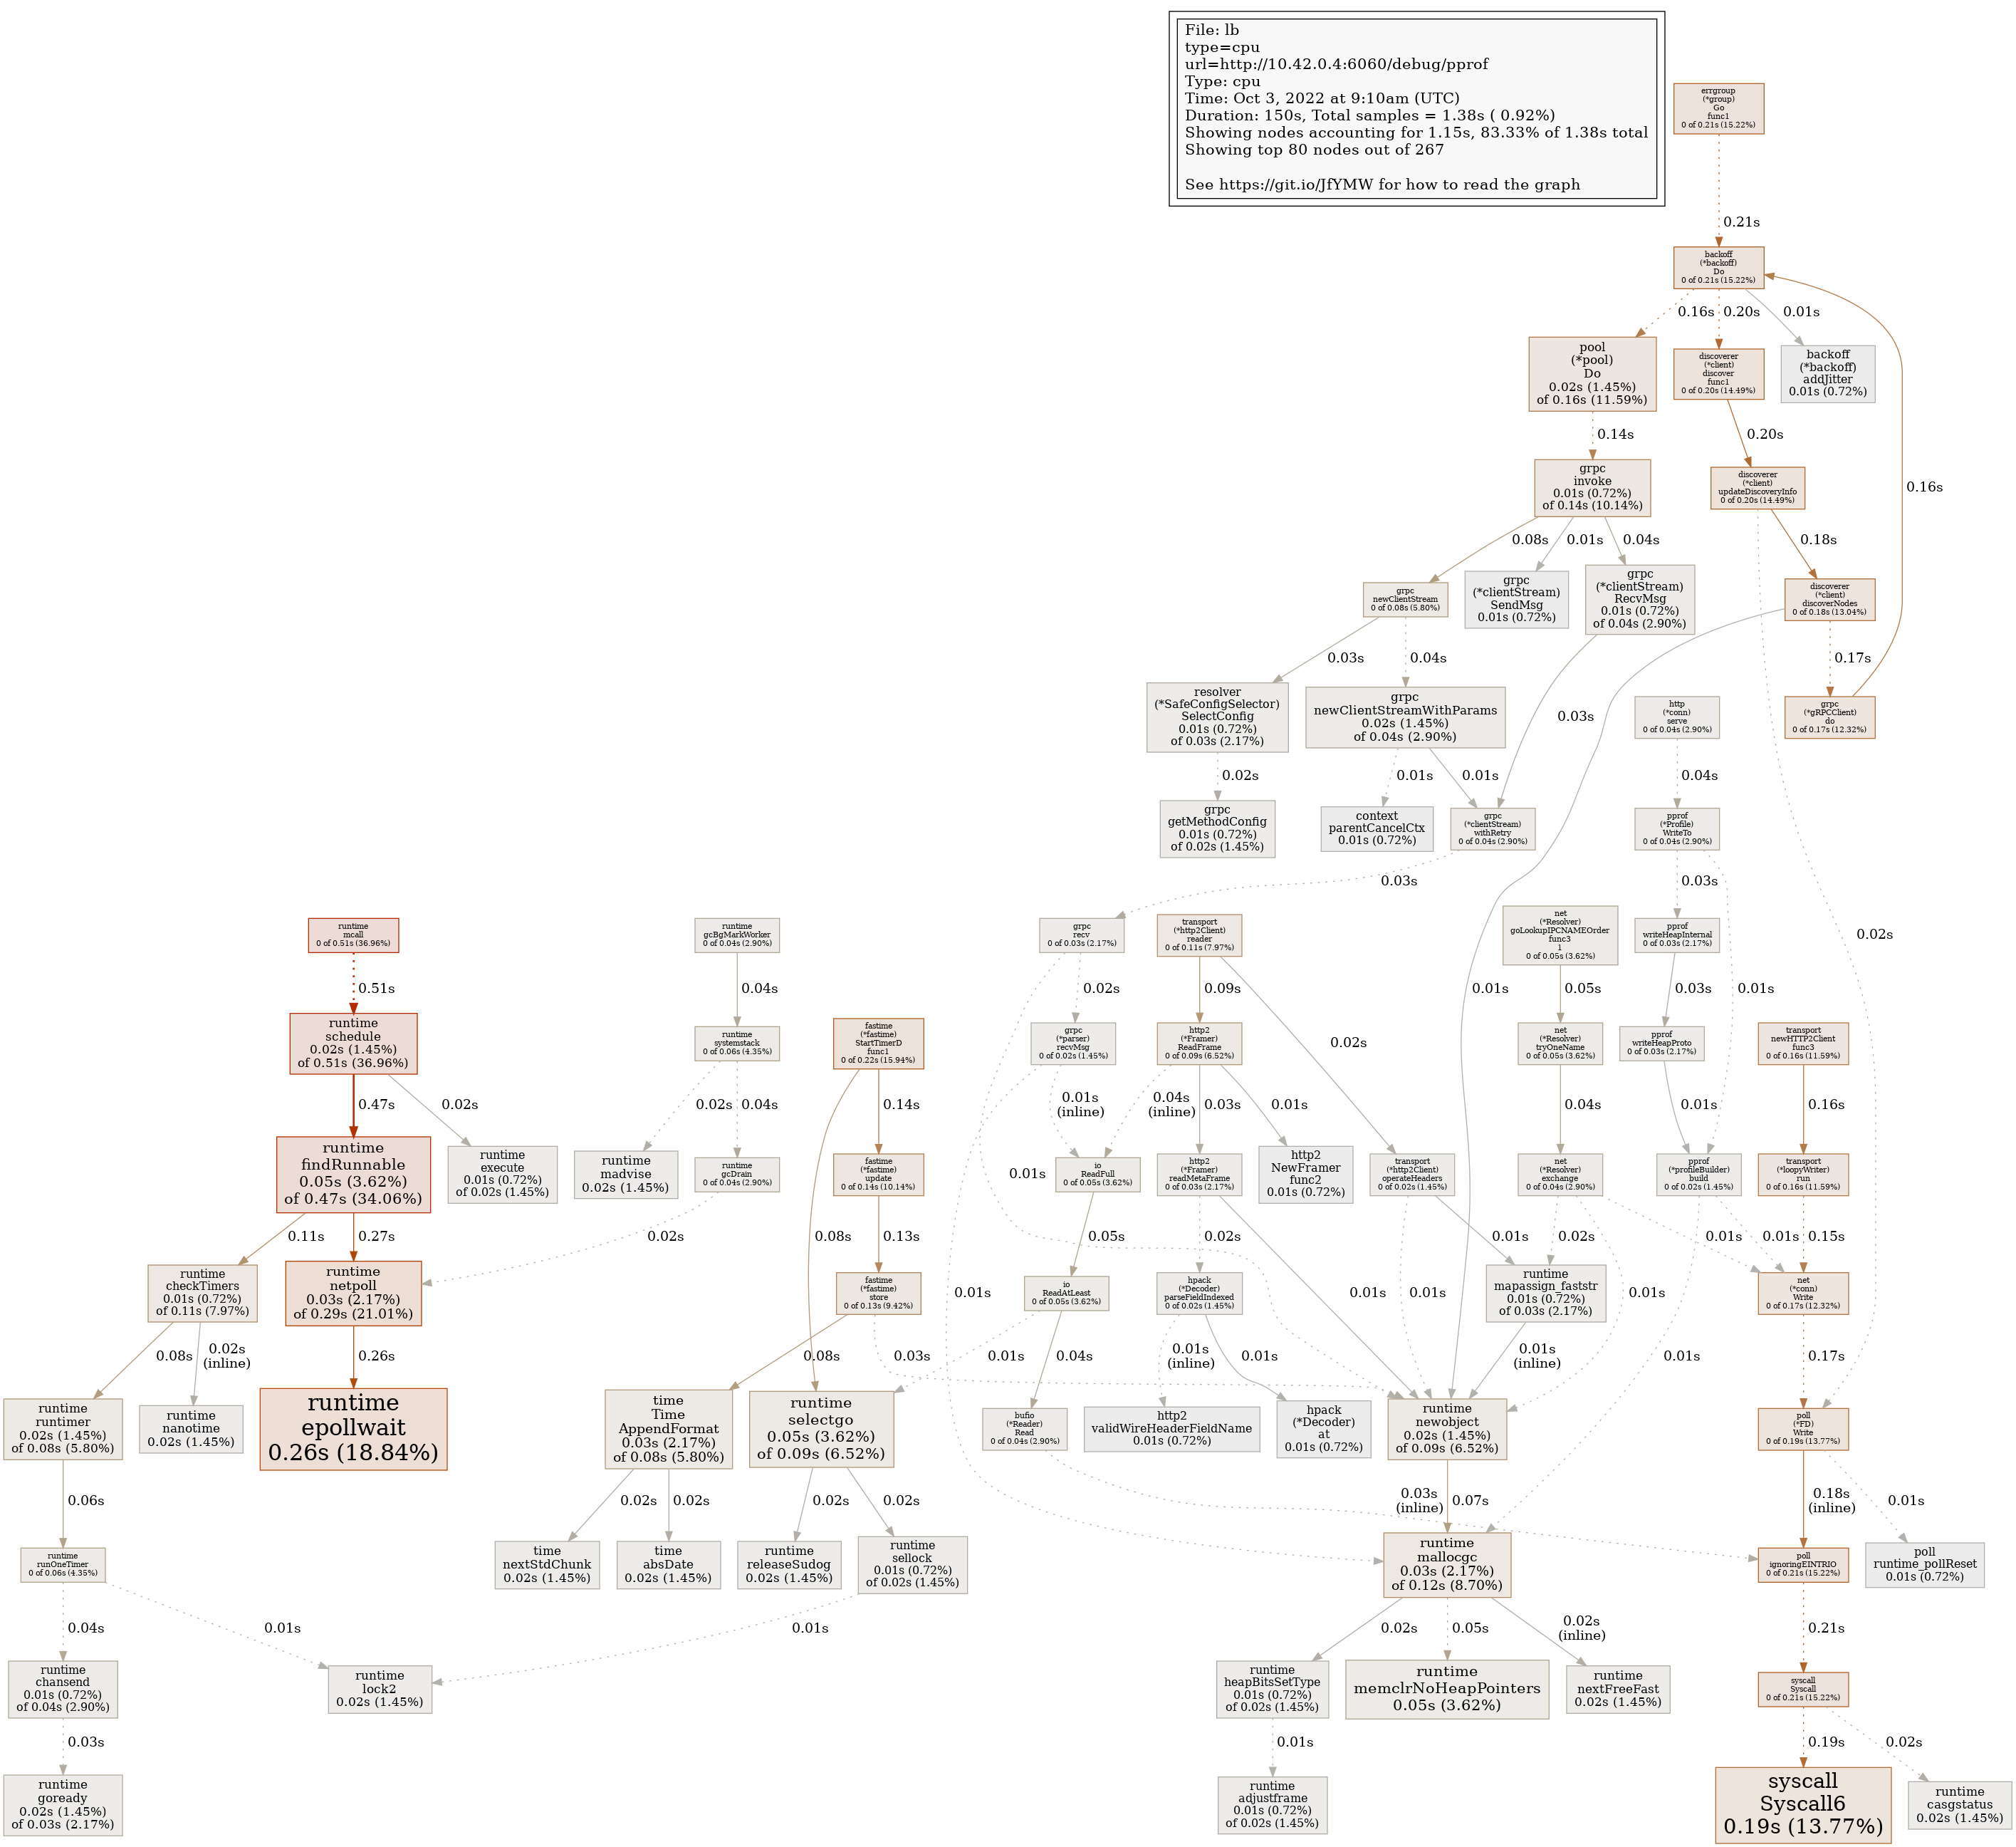 File: lb
type=cpu
url=http://10.42.0.4:6060/debug/pprof
Type: cpu
Time: Oct 3, 2022 at 9:10am (UTC)
Duration: 150s, Total samples = 1.38s ( 0.92%)
Showing nodes accounting for 1.15s, 83.33% of 1.38s total
Showing top 80 nodes out of 267
See https://git.io/JfYMW for how to read the graph
errgroup
(*group)
Go
func1
0 of 0.21s (15.22%)
0.21s
backoff
(*backoff)
Do
0 of 0.21s (15.22%)
0.16s
0.20s
0.01s
pool
(*pool)
Do
0.02s (1.45%)
of 0.16s (11.59%)
discoverer
(*client)
discover
func1
0 of 0.20s (14.49%)
backoff
(*backoff)
addJitter
0.01s (0.72%)
0.14s
0.20s
grpc
invoke
0.01s (0.72%)
of 0.14s (10.14%)
discoverer
(*client)
updateDiscoveryInfo
0 of 0.20s (14.49%)
0.16s
0.08s
0.01s
0.04s
0.18s
grpc
newClientStream
0 of 0.08s (5.80%)
grpc
(*clientStream)
SendMsg
0.01s (0.72%)
grpc
(*clientStream)
RecvMsg
0.01s (0.72%)
of 0.04s (2.90%)
discoverer
(*client)
discoverNodes
0 of 0.18s (13.04%)
0.03s
0.04s
0.17s
resolver
(*SafeConfigSelector)
SelectConfig
0.01s (0.72%)
of 0.03s (2.17%)
grpc
newClientStreamWithParams
0.02s (1.45%)
of 0.04s (2.90%)
0.03s
http
(*conn)
serve
0 of 0.04s (2.90%)
grpc
(*gRPCClient)
do
0 of 0.17s (12.32%)
0.02s
0.01s
0.01s
0.04s
grpc
getMethodConfig
0.01s (0.72%)
of 0.02s (1.45%)
context
parentCancelCtx
0.01s (0.72%)
grpc
(*clientStream)
withRetry
0 of 0.04s (2.90%)
pprof
(*Profile)
WriteTo
0 of 0.04s (2.90%)
0.03s
0.03s
runtime
mcall
0 of 0.51s (36.96%)
runtime
gcBgMarkWorker
0 of 0.04s (2.90%)
grpc
recv
0 of 0.03s (2.17%)
transport
(*http2Client)
reader
0 of 0.11s (7.97%)
net
(*Resolver)
goLookupIPCNAMEOrder
func3
1
0 of 0.05s (3.62%)
pprof
writeHeapInternal
0 of 0.03s (2.17%)
0.02s
0.51s
0.04s
0.02s
0.09s
0.01s
0.05s
0.03s
0.01s
runtime
schedule
0.02s (1.45%)
of 0.51s (36.96%)
runtime
systemstack
0 of 0.06s (4.35%)
fastime
(*fastime)
StartTimerD
func1
0 of 0.22s (15.94%)
grpc
(*parser)
recvMsg
0 of 0.02s (1.45%)
http2
(*Framer)
ReadFrame
0 of 0.09s (6.52%)
0.02s
net
(*Resolver)
tryOneName
0 of 0.05s (3.62%)
pprof
writeHeapProto
0 of 0.03s (2.17%)
transport
newHTTP2Client
func3
0 of 0.16s (11.59%)
0.47s
0.02s
0.02s
0.04s
0.14s
0.01s
(inline)
0.04s
(inline)
0.03s
0.01s
0.04s
0.01s
0.16s
runtime
findRunnable
0.05s (3.62%)
of 0.47s (34.06%)
runtime
execute
0.01s (0.72%)
of 0.02s (1.45%)
runtime
madvise
0.02s (1.45%)
runtime
gcDrain
0 of 0.04s (2.90%)
fastime
(*fastime)
update
0 of 0.14s (10.14%)
0.01s
io
ReadFull
0 of 0.05s (3.62%)
http2
(*Framer)
readMetaFrame
0 of 0.03s (2.17%)
http2
NewFramer
func2
0.01s (0.72%)
transport
(*http2Client)
operateHeaders
0 of 0.02s (1.45%)
net
(*Resolver)
exchange
0 of 0.04s (2.90%)
pprof
(*profileBuilder)
build
0 of 0.02s (1.45%)
transport
(*loopyWriter)
run
0 of 0.16s (11.59%)
0.11s
0.27s
0.02s
0.08s
0.13s
0.05s
0.02s
0.01s
0.02s
0.01s
0.01s
0.15s
runtime
checkTimers
0.01s (0.72%)
of 0.11s (7.97%)
runtime
netpoll
0.03s (2.17%)
of 0.29s (21.01%)
fastime
(*fastime)
store
0 of 0.13s (9.42%)
0.01s
io
ReadAtLeast
0 of 0.05s (3.62%)
hpack
(*Decoder)
parseFieldIndexed
0 of 0.02s (1.45%)
0.01s
0.01s
runtime
mapassign_faststr
0.01s (0.72%)
of 0.03s (2.17%)
0.01s
net
(*conn)
Write
0 of 0.17s (12.32%)
0.08s
0.02s
(inline)
0.26s
0.08s
0.03s
0.01s
0.04s
0.01s
(inline)
0.01s
0.01s
(inline)
0.01s
0.17s
runtime
runtimer
0.02s (1.45%)
of 0.08s (5.80%)
runtime
nanotime
0.02s (1.45%)
runtime
epollwait
0.26s (18.84%)
time
Time
AppendFormat
0.03s (2.17%)
of 0.08s (5.80%)
runtime
selectgo
0.05s (3.62%)
of 0.09s (6.52%)
bufio
(*Reader)
Read
0 of 0.04s (2.90%)
http2
validWireHeaderFieldName
0.01s (0.72%)
hpack
(*Decoder)
at
0.01s (0.72%)
runtime
newobject
0.02s (1.45%)
of 0.09s (6.52%)
poll
(*FD)
Write
0 of 0.19s (13.77%)
0.06s
0.02s
0.02s
0.02s
0.02s
0.03s
(inline)
0.07s
0.18s
(inline)
0.01s
runtime
runOneTimer
0 of 0.06s (4.35%)
time
nextStdChunk
0.02s (1.45%)
time
absDate
0.02s (1.45%)
runtime
releaseSudog
0.02s (1.45%)
runtime
sellock
0.01s (0.72%)
of 0.02s (1.45%)
runtime
mallocgc
0.03s (2.17%)
of 0.12s (8.70%)
poll
ignoringEINTRIO
0 of 0.21s (15.22%)
poll
runtime_pollReset
0.01s (0.72%)
0.04s
0.01s
0.01s
0.02s
0.05s
0.02s
(inline)
0.21s
runtime
chansend
0.01s (0.72%)
of 0.04s (2.90%)
runtime
lock2
0.02s (1.45%)
runtime
heapBitsSetType
0.01s (0.72%)
of 0.02s (1.45%)
runtime
memclrNoHeapPointers
0.05s (3.62%)
runtime
nextFreeFast
0.02s (1.45%)
syscall
Syscall
0 of 0.21s (15.22%)
0.03s
0.01s
0.19s
0.02s
runtime
goready
0.02s (1.45%)
of 0.03s (2.17%)
runtime
adjustframe
0.01s (0.72%)
of 0.02s (1.45%)
syscall
Syscall6
0.19s (13.77%)
runtime
casgstatus
0.02s (1.45%)